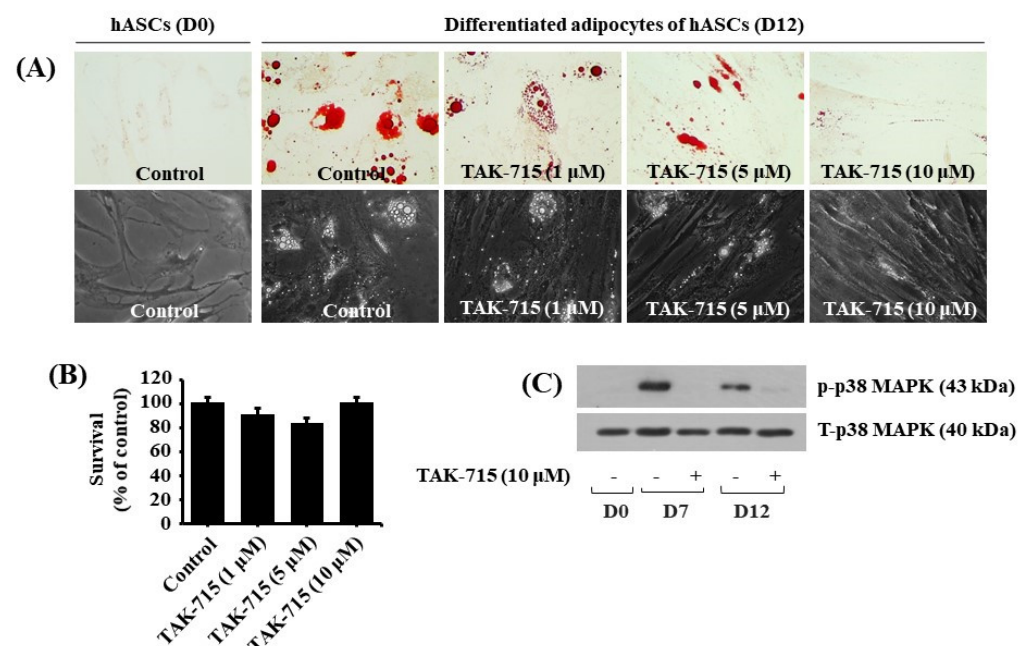 hASCs (D0) Differentiated adipocytes of hASCs (D12)
(A)
Control Control TAK-715 (1 μM) TAK-715 (5 μM) TAK-715 (10 μM)
Control Control TAK-715 (1 μM) TAK-715 (5 μM) TAK-715 (10 μM)
(B)
Survival
(% of control)
120
100
80
60
40
20
0
Control
TAK-715 (1 μM)
TAK-715 (5 μM)
TAK-715 (10 μM)
(C)
p-p38 MAPK (43 kDa)
T-p38 MAPK (40 kDa)
TAK-715 (10 μM) - - + - +
D0 D7 D12